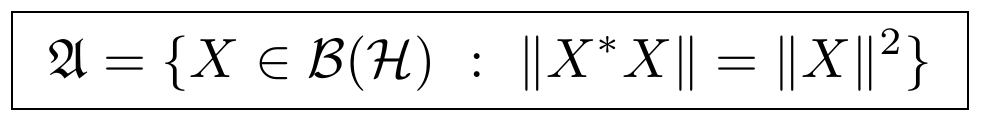 𝔄 = {X ∈ ℬ(ℋ) : ‖X*X‖ = ‖X‖²}